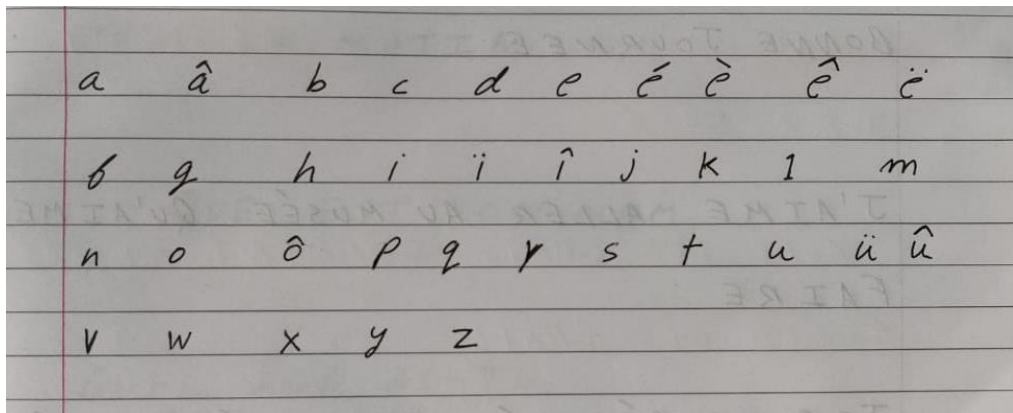 a â b c d e é è ê ë
f g h i ï î j k l m
n o ô p q r s t u ü û
v w x y z